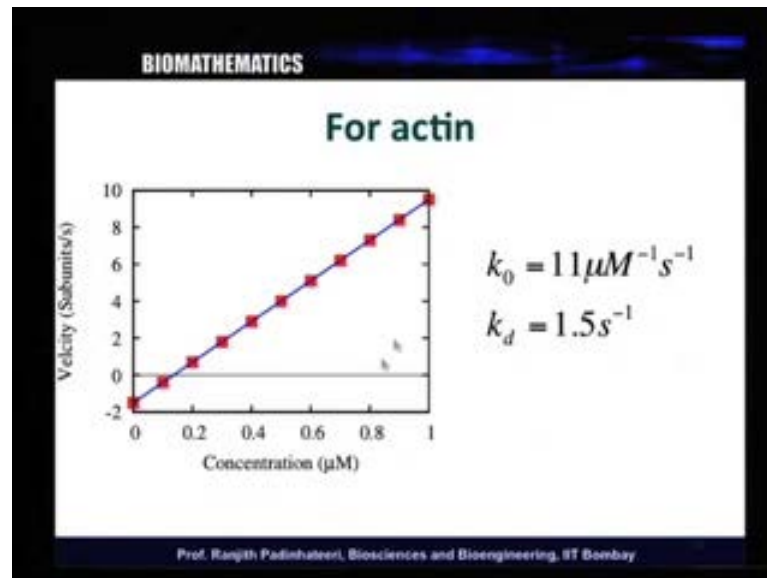 BIOMATHEMATICS
For actin
10
8
6
4
2
0
-2
Velcity (Subunits/s)
0 0.2 0.4 0.6 0.8 1
Concentration (μM)
k₀ = 11μM⁻¹s⁻¹
k_d = 1.5s⁻¹
Prof. Ranjith Padinhateeri, Biosciences and Bioengineering, IIT Bombay